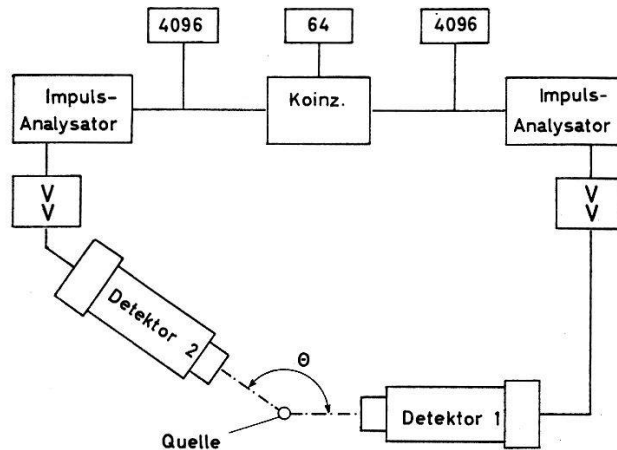 4096
64
4096
Impuls-
Analysator
Koinz.
Impuls-
Analysator
V
V
V
V
Detektor 2
Θ
Detektor 1
Quelle